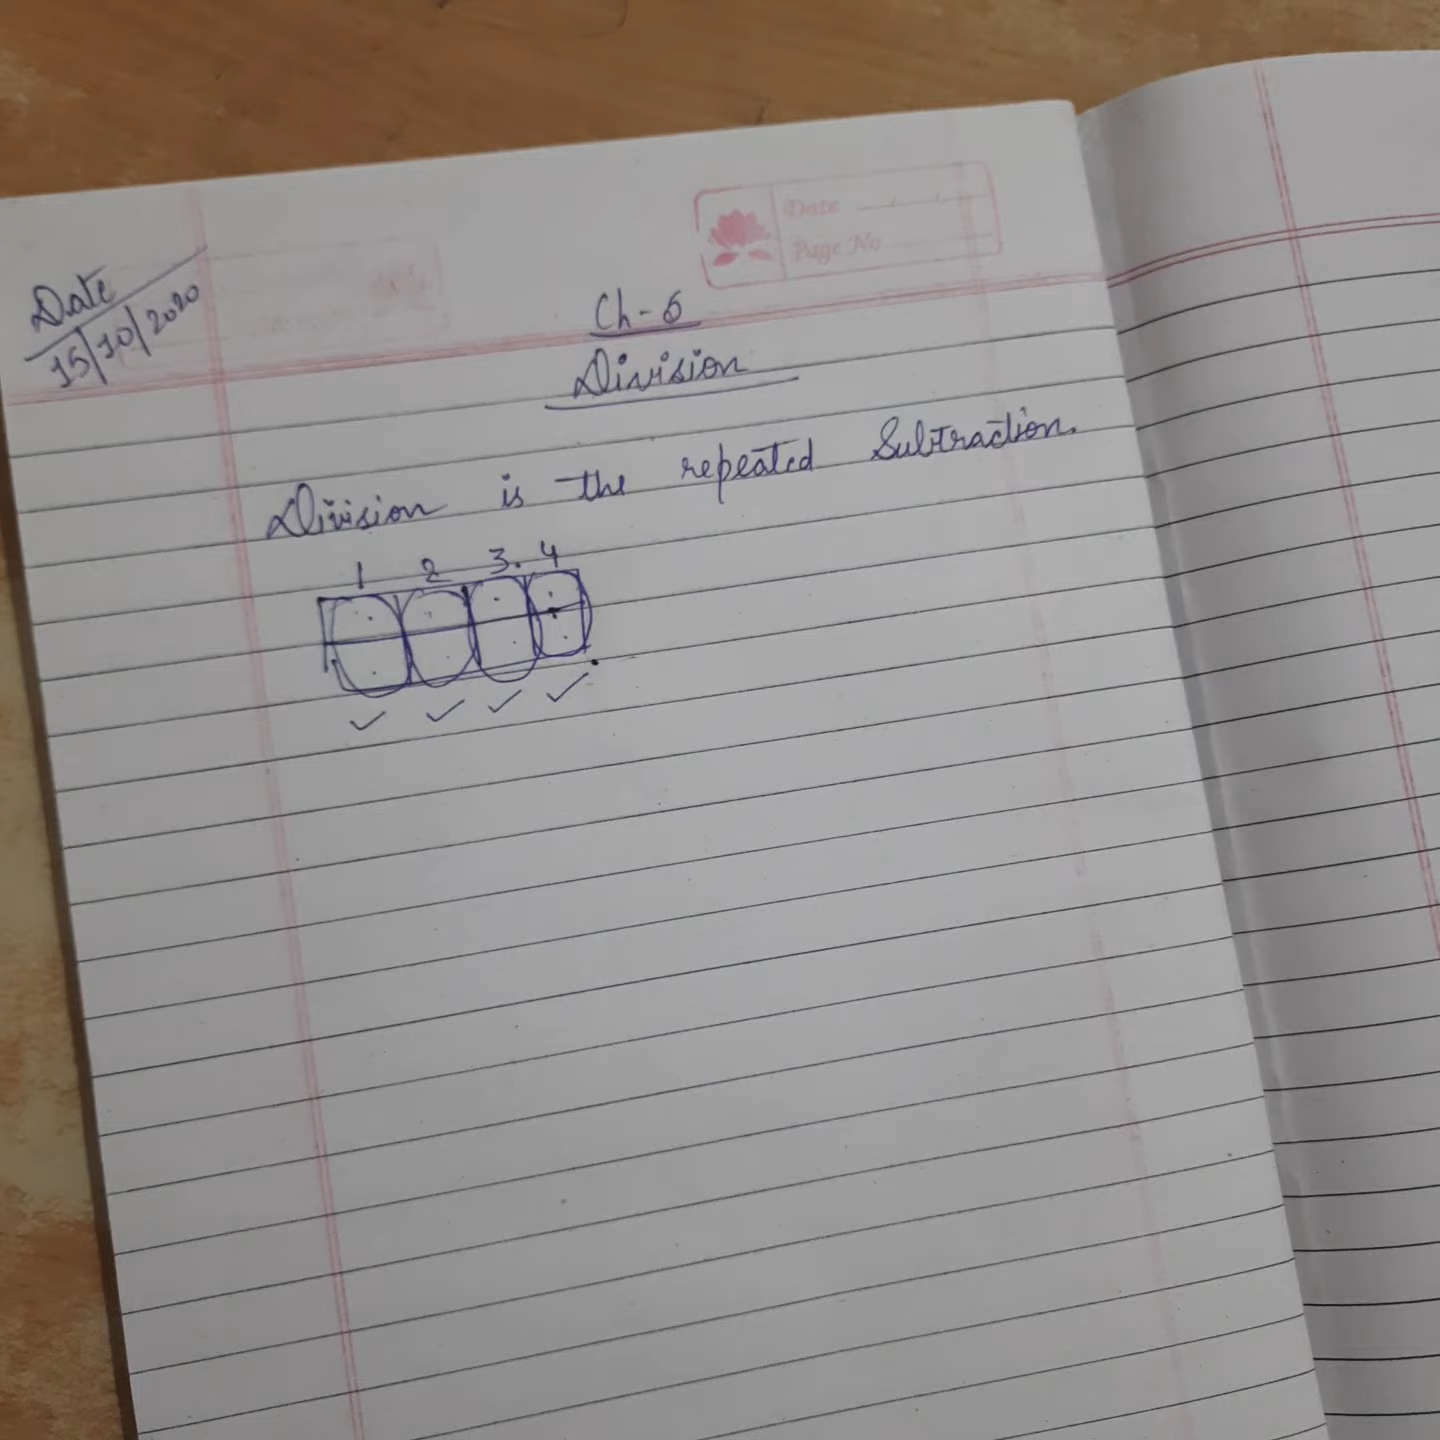 Date
Page No
Date
15/10/2020
Ch-6
Division
Division is the repeated Subtraction.
1 2 3. 4